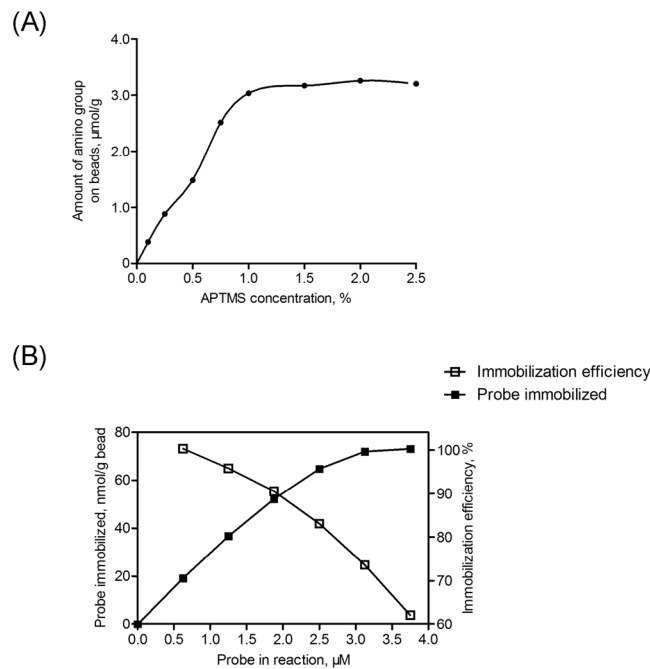 (A)
4.0
3.0
2.0
1.0
0
Amount of amino group
on beads, µmol/g
0.0 0.5 1.0 1.5 2.0 2.5
APTMS concentration, %
(B)
Immobilization efficiency
Probe immobilized
80
60
40
20
0
Probe immobilized, nmol/g bead
100
90
80
70
60
Immobilization efficiency, %
0.0 0.5 1.0 1.5 2.0 2.5 3.0 3.5 4.0
Probe in reaction, µM